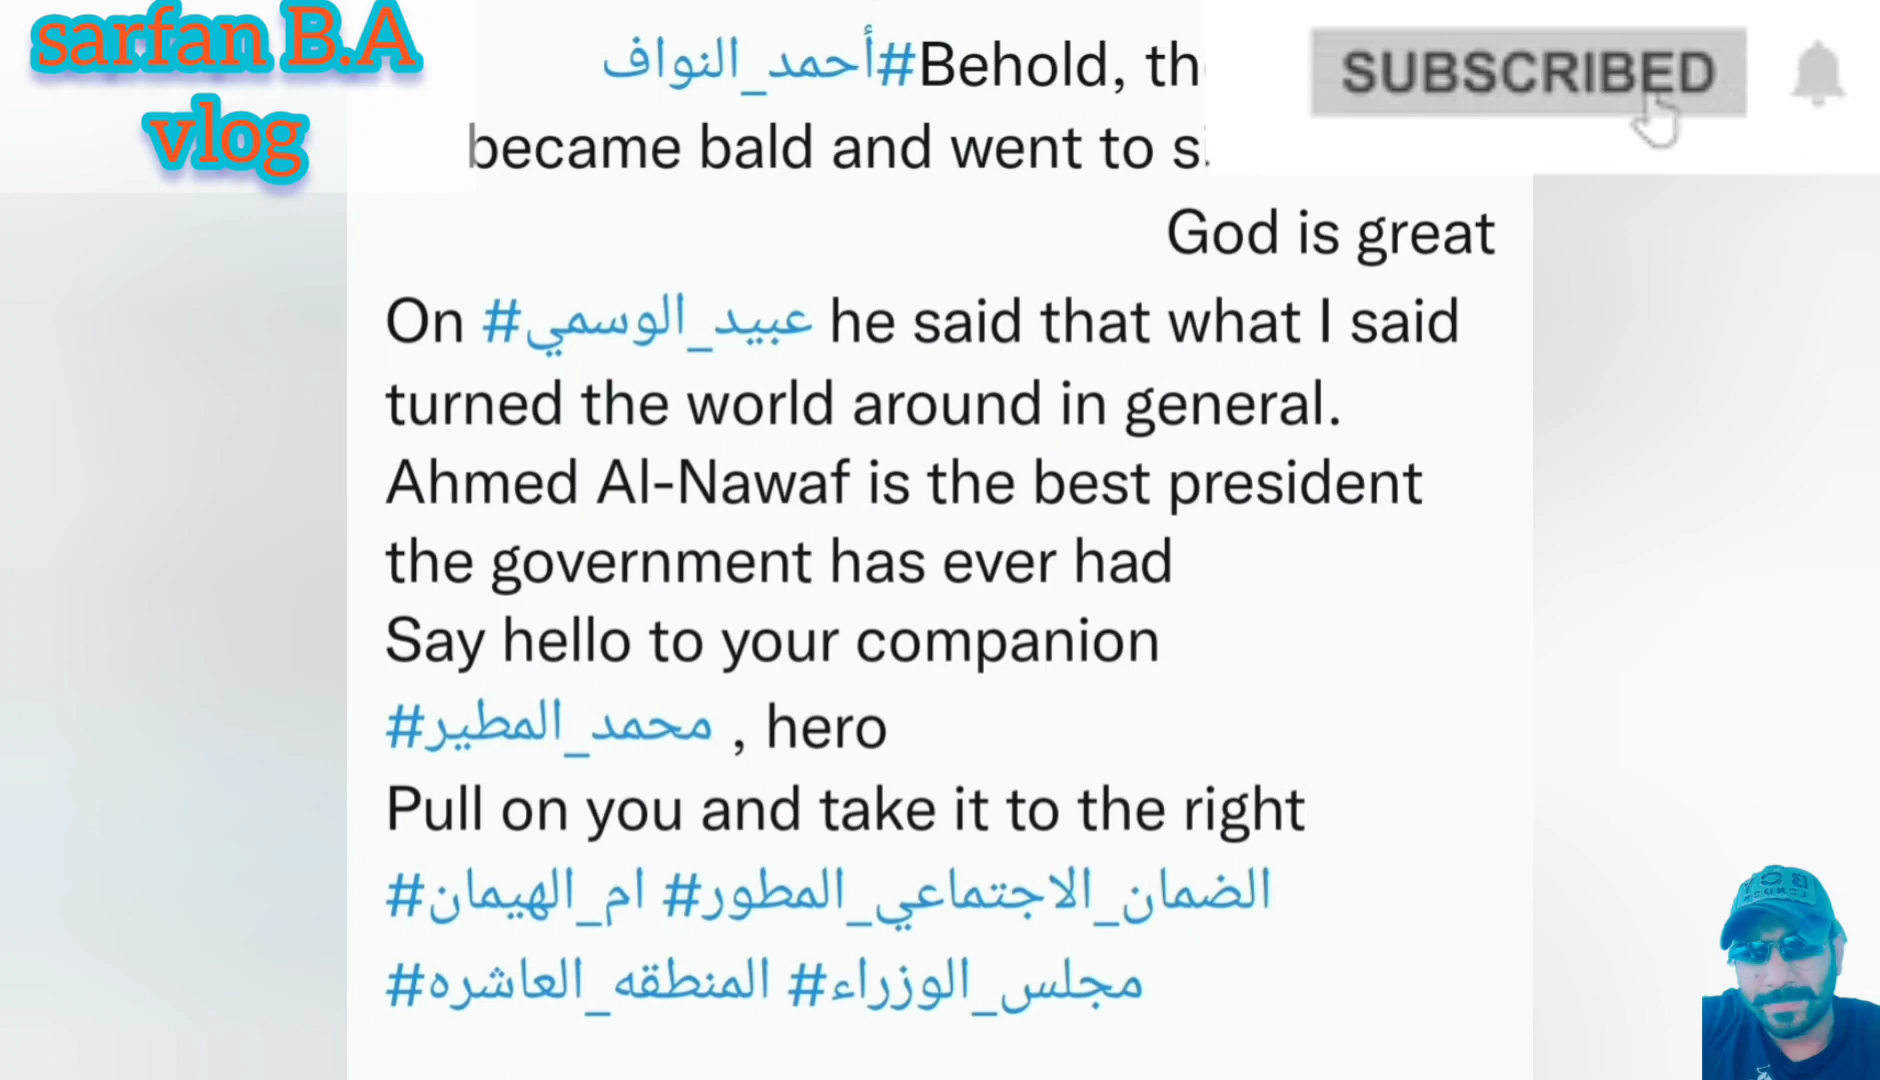 sarfan B.A
vlog
SUBSCRIBED
#أحمد_النواف Behold,
became bald and went to
God is great
On #عبيد_الوسمي he said that what I said
turned the world around in general.
Ahmed Al-Nawaf is the best president
the government has ever had
Say hello to your companion
#محمد_المطير , hero
Pull on you and take it to the right
#ام_الهيمان #الضمان_الاجتماعي_المطور
#المنطقه_العاشره #مجلس_الوزراء
BOY